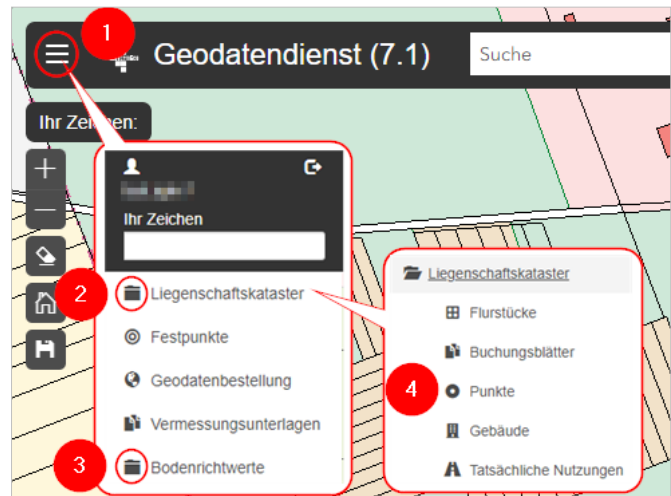 1
Geodatendienst (7.1)
Suche
Ihr Zeichen:
Ihr Zeichen
2
Liegenschaftskataster
Festpunkte
Geodatenbestellung
Vermessungsunterlagen
3
Bodenrichtwerte
Liegenschaftskataster
Flurstücke
Buchungsblätter
4
Punkte
Gebäude
Tatsächliche Nutzungen